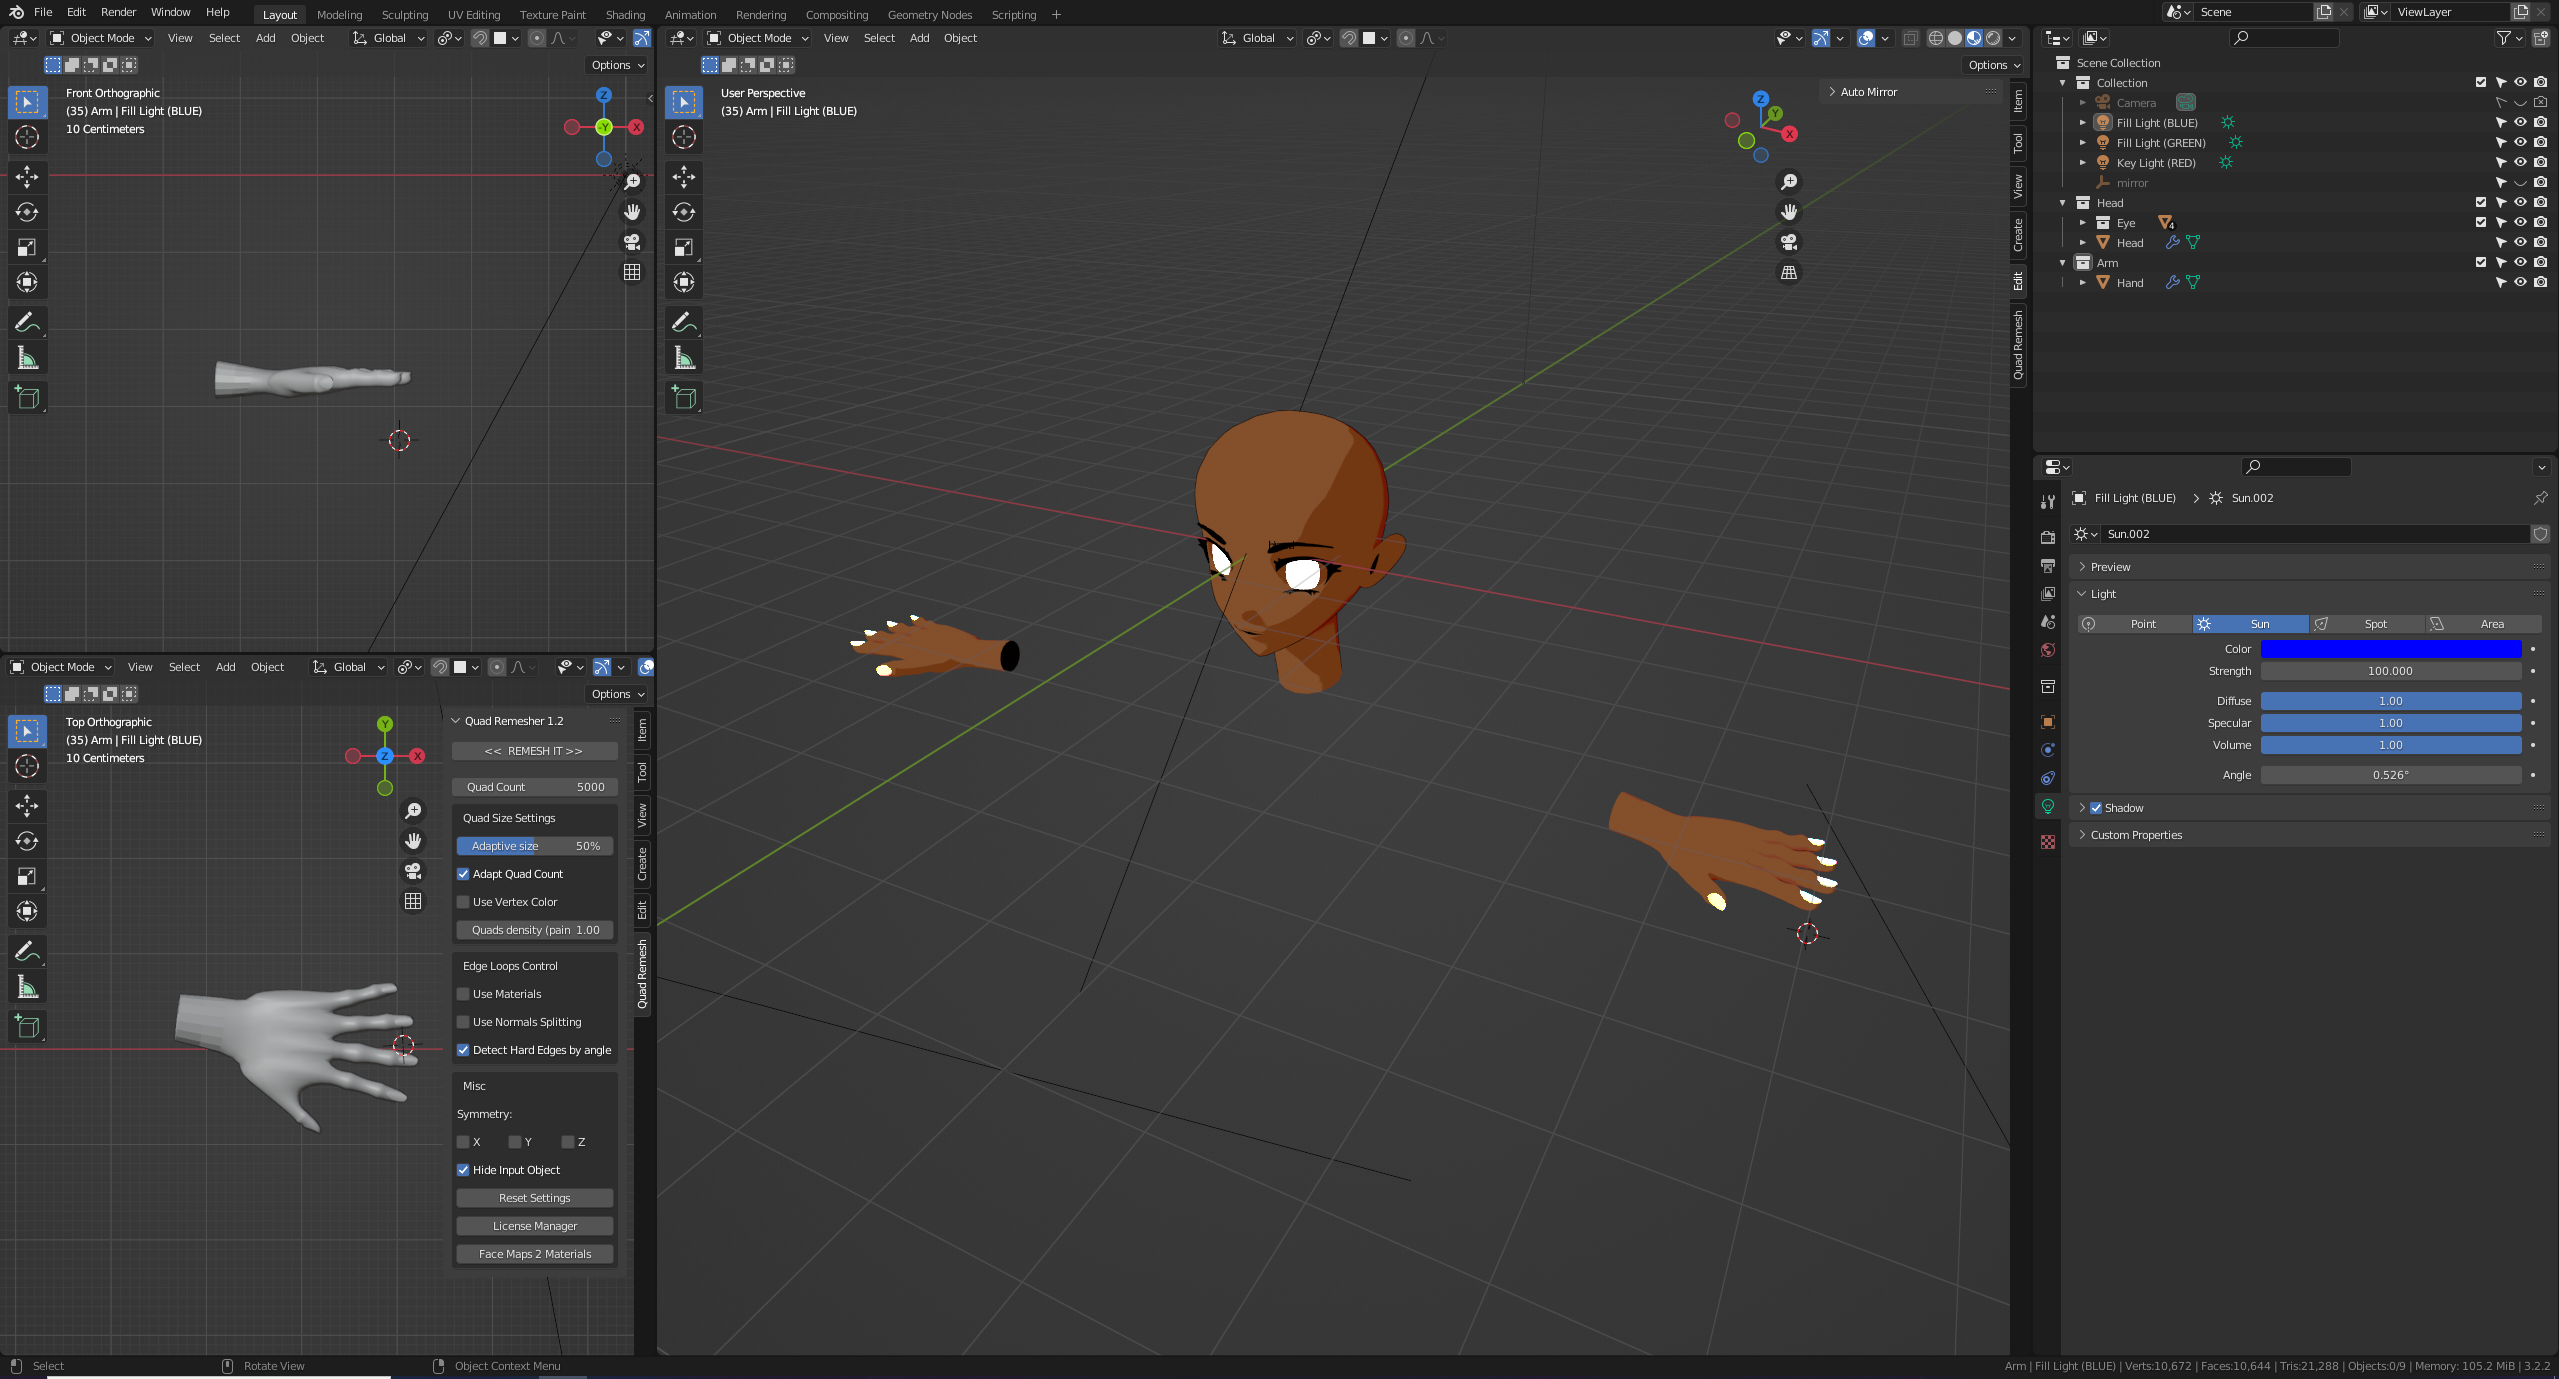 File Edit Render Window Help Layout Modeling Sculpting UV Editing Texture Paint Shading Animation Rendering Compositing Geometry Nodes Scripting + Scene ViewLayer
Object Mode View Select Add Object Global
Options
Front Orthographic
(35) Arm | Fill Light (BLUE)
10 Centimeters
Z
-Y X
Object Mode View Select Add Object Global
Options
Top Orthographic
(35) Arm | Fill Light (BLUE)
10 Centimeters
Y
Z X
Quad Remesher 1.2
<< REMESH IT >>
Quad Count 5000
Quad Size Settings
Adaptive size 50%
Adapt Quad Count
Use Vertex Color
Quads density (pain 1.00
Edge Loops Control
Use Materials
Use Normals Splitting
Detect Hard Edges by angle
Misc
Symmetry:
X Y Z
Hide Input Object
Reset Settings
License Manager
Face Maps 2 Materials
Item
Tool
View
Create
Edit
Quad Remesh
Object Mode View Select Add Object Global
Options
User Perspective
(35) Arm | Fill Light (BLUE)
Z
Y
X
Auto Mirror
Item
Tool
View
Create
Edit
Quad Remesh
Scene Collection
Collection
Camera
Fill Light (BLUE)
Fill Light (GREEN)
Key Light (RED)
mirror
Head
Eye 4
Head
Arm
Hand
Fill Light (BLUE) > Sun.002
Sun.002
Preview
Light
Point Sun Spot Area
Color
Strength 100.000
Diffuse 1.00
Specular 1.00
Volume 1.00
Angle 0.526°
Shadow
Custom Properties
Select Rotate View Object Context Menu Arm | Fill Light (BLUE) | Verts:10,672 | Faces:10,644 | Tris:21,288 | Objects:0/9 | Memory: 105.2 MiB | 3.2.2